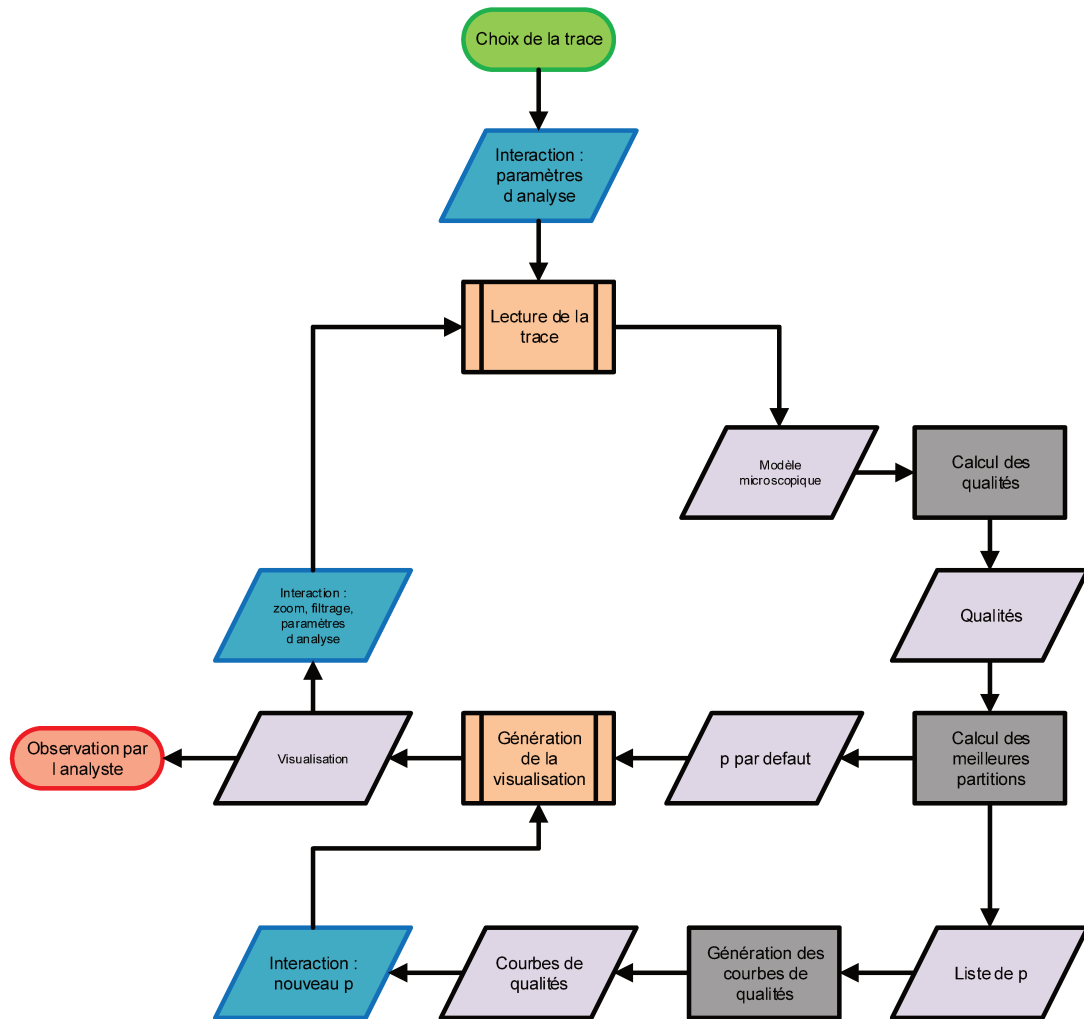 Choix de la trace
Interaction :
paramètres
d analyse
Lecture de la
trace
Modèle
microscopique
Calcul des
qualités
Interaction :
zoom, filtrage,
paramètres
d analyse
Qualités
Observation par
l analyste
Visualisation
Génération
de la
visualisation
p par defaut
Calcul des
meilleures
partitions
Interaction :
nouveau p
Courbes de
qualités
Génération des
courbes de
qualités
Liste de p